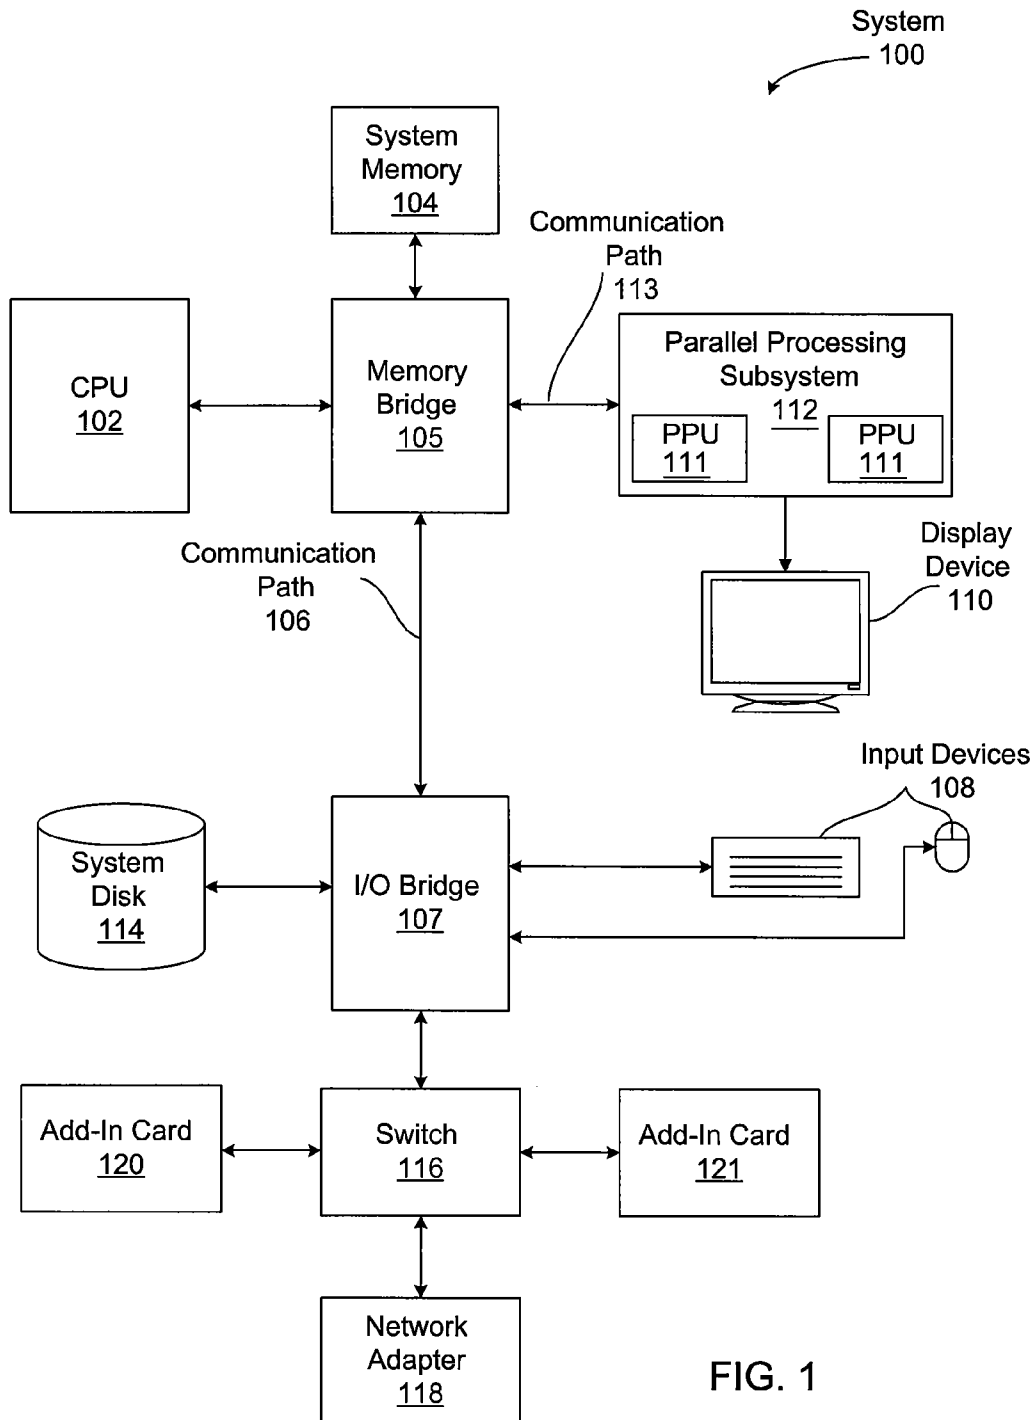 System
100
System
Memory
104
Communication
Path
113
CPU
102
Memory
Bridge
105
Parallel Processing
Subsystem
112
PPU
111
PPU
111
Communication
Path
106
Display
Device
110
Input Devices
108
System
Disk
114
I/O Bridge
107
Add-In Card
120
Switch
116
Add-In Card
121
Network
Adapter
118
FIG. 1